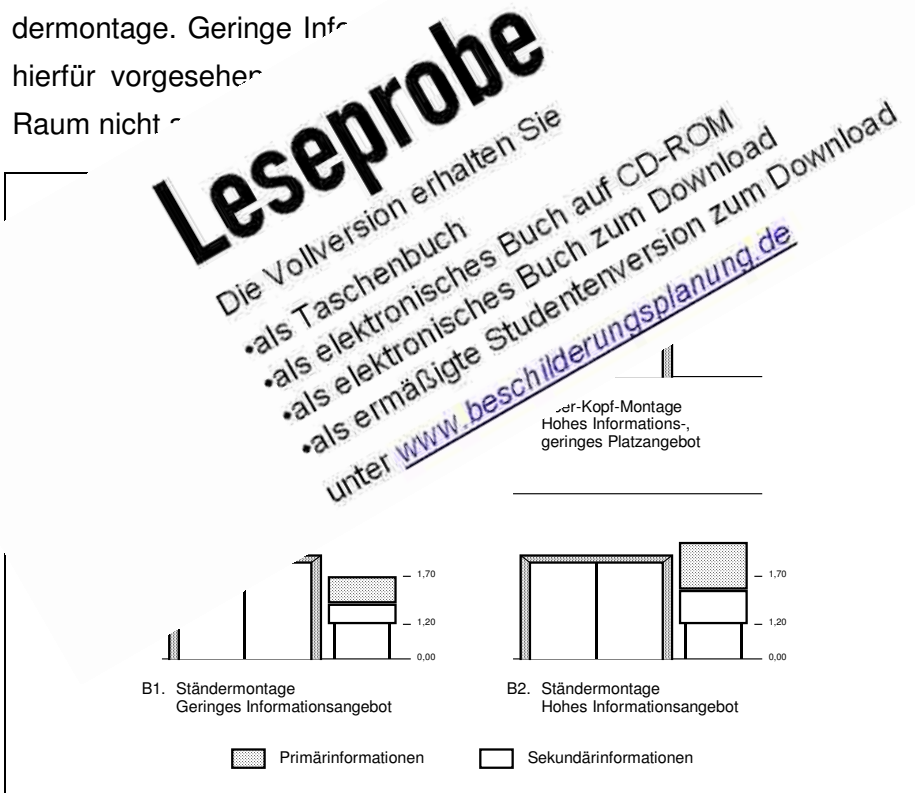 dermontage. Geringe
hierfür vorgesehen
Raum nicht
Leseprobe
Die Vollversion erhalten Sie
•als Taschenbuch
•als elektronisches Buch auf CD-ROM
•als elektronisches Buch zum Download
•als ermäßigte Studentenversion zum Download
unter www.beschilderungsplanung.de
Hohes Informations-,
geringes Platzangebot
1,70
1,20
0,00
1,70
1,20
0,00
B1. Ständermontage
Geringes Informationsangebot
B2. Ständermontage
Hohes Informationsangebot
Primärinformationen
Sekundärinformationen